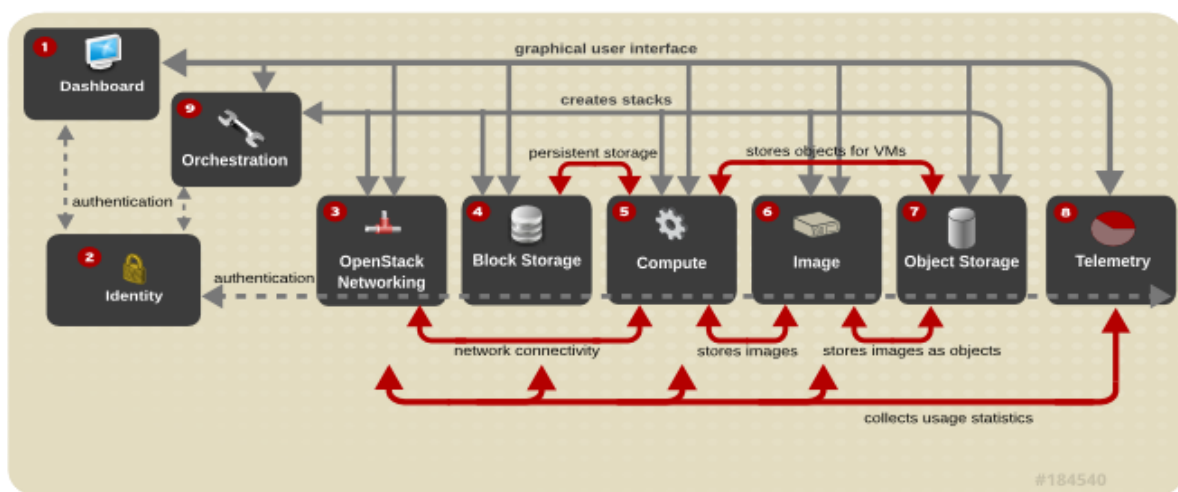 1
Dashboard
graphical user interface
9
Orchestration
creates stacks
persistent storage
stores objects for VMs
authentication
2
Identity
authentication
3
OpenStack
Networking
4
Block Storage
5
Compute
6
Image
7
Object Storage
8
Telemetry
network connectivity
stores images
stores images as objects
collects usage statistics
#184540